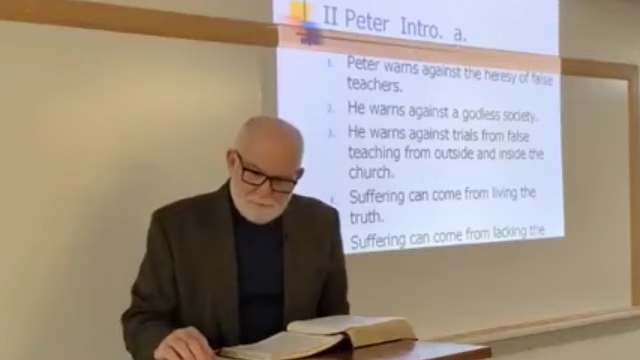 II Peter Intro. a.
1. Peter warns against the heresy of false
teachers.
2. He warns against a godless society.
3. He warns against trials from false
teaching from outside and inside the
church.
4. Suffering can come from living the
truth.
Suffering can come from lacking the